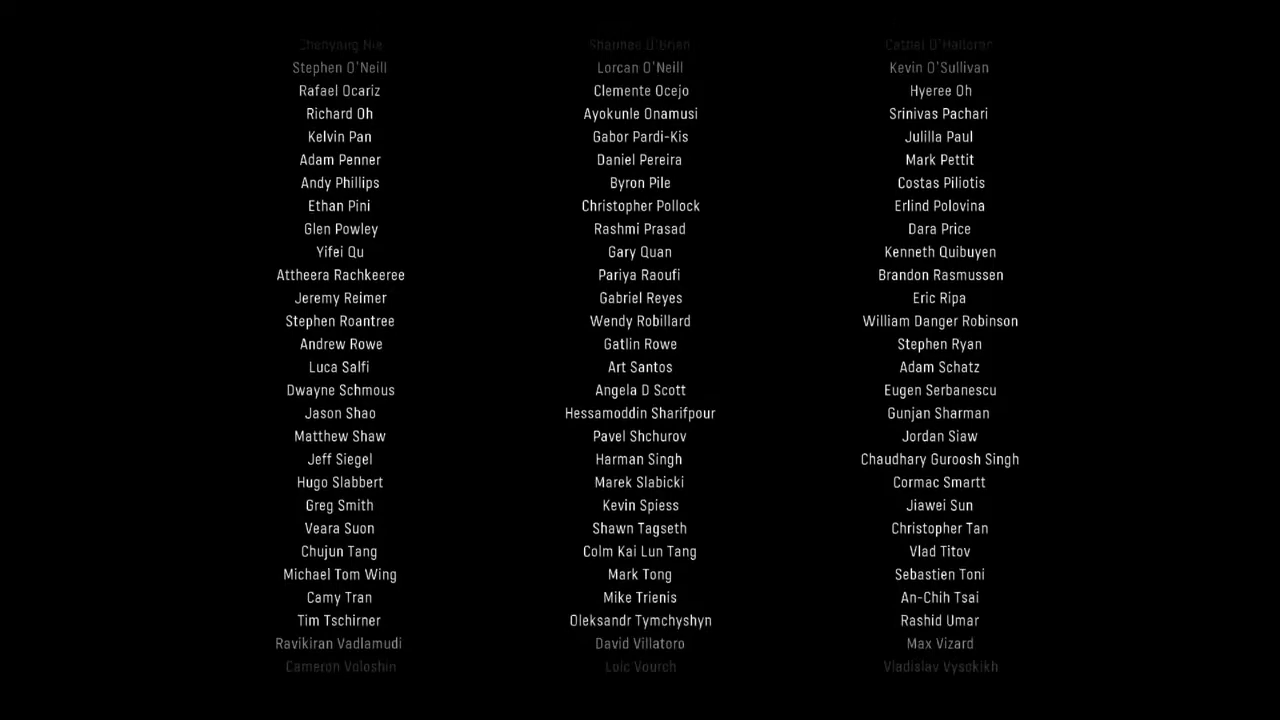 Chenyang Nie Shaunee O'Brian Cathal O'Halloran
Stephen O'Neill Lorcan O'Neill Kevin O'Sullivan
Rafael Ocariz Clemente Ocejo Hyeree Oh
Richard Oh Ayokunle Onamusi Srinivas Pachari
Kelvin Pan Gabor Pardi-Kis Julilla Paul
Adam Penner Daniel Pereira Mark Pettit
Andy Phillips Byron Pile Costas Piliotis
Ethan Pini Christopher Pollock Erlind Polovina
Glen Powley Rashmi Prasad Dara Price
Yifei Qu Gary Quan Kenneth Quibuyen
Attheera Rachkeeree Pariya Raoufi Brandon Rasmussen
Jeremy Reimer Gabriel Reyes Eric Ripa
Stephen Roantree Wendy Robillard William Danger Robinson
Andrew Rowe Gatlin Rowe Stephen Ryan
Luca Salfi Art Santos Adam Schatz
Dwayne Schmous Angela D Scott Eugen Serbanescu
Jason Shao Hessamoddin Sharifpour Gunjan Sharman
Matthew Shaw Pavel Shchurov Jordan Siaw
Jeff Siegel Harman Singh Chaudhary Guroosh Singh
Hugo Slabbert Marek Slabicki Cormac Smartt
Greg Smith Kevin Spiess Jiawei Sun
Veara Suon Shawn Tagseth Christopher Tan
Chujun Tang Colm Kai Lun Tang Vlad Titov
Michael Tom Wing Mark Tong Sebastien Toni
Camy Tran Mike Trienis An-Chih Tsai
Tim Tschirner Oleksandr Tymchyshyn Rashid Umar
Ravikiran Vadlamudi David Villatoro Max Vizard
Cameron Voloshin Loic Vourch Vladislav Vysokikh